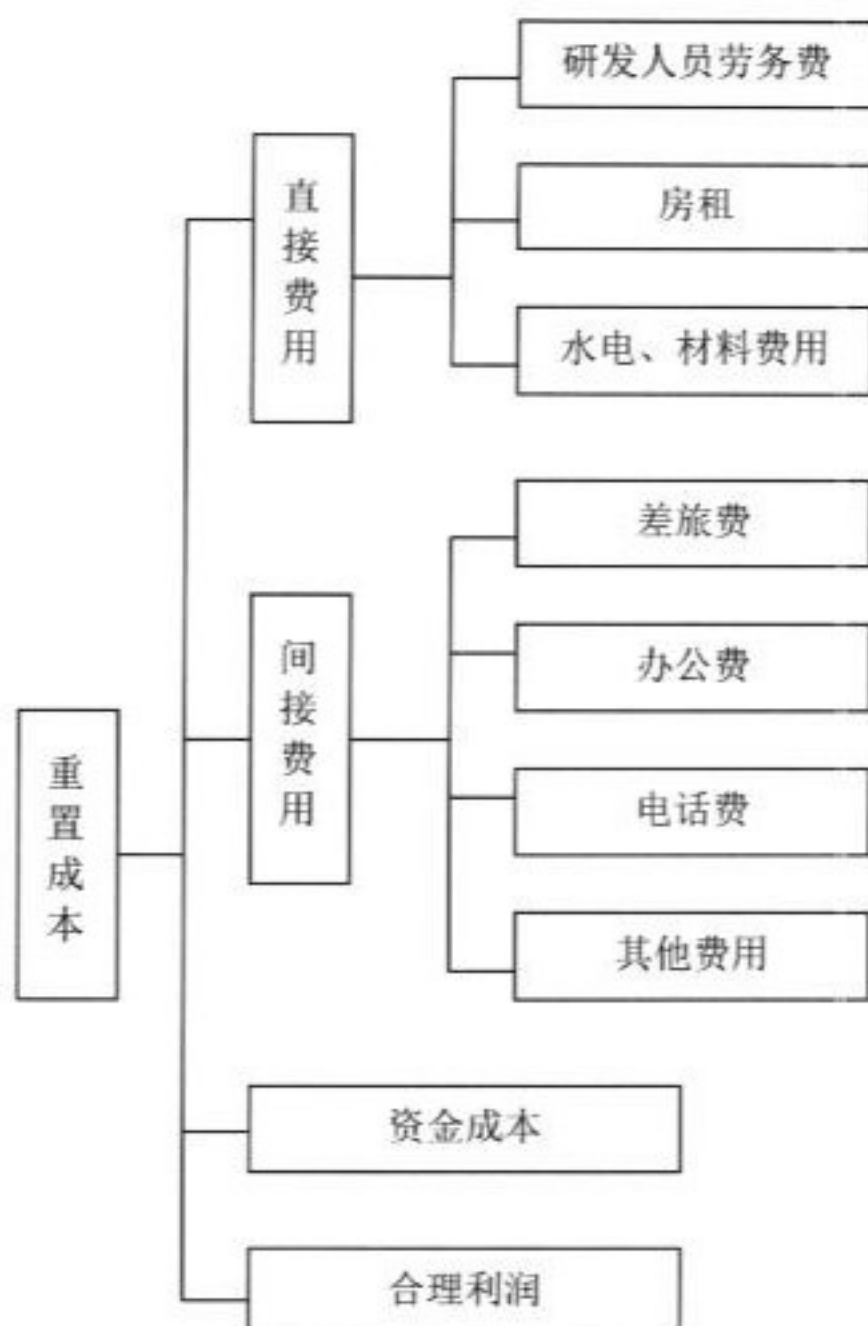 重置成本
直接费用
研发人员劳务费
房租
水电、材料费用
间接费用
差旅费
办公费
电话费
其他费用
资金成本
合理利润